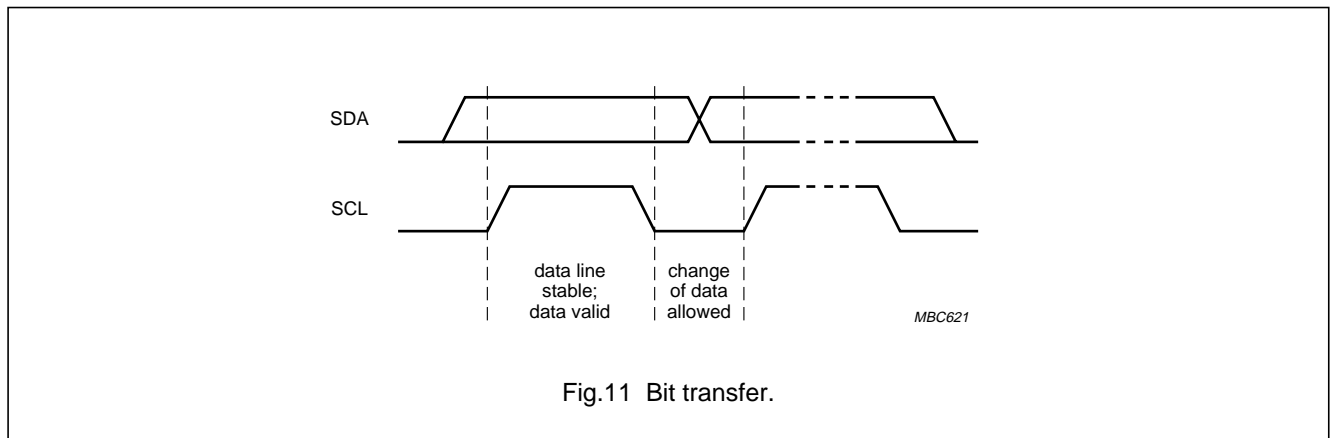 SDA
SCL
data line
stable;
data valid
change
of data
allowed
MBC621
Fig.11 Bit transfer.